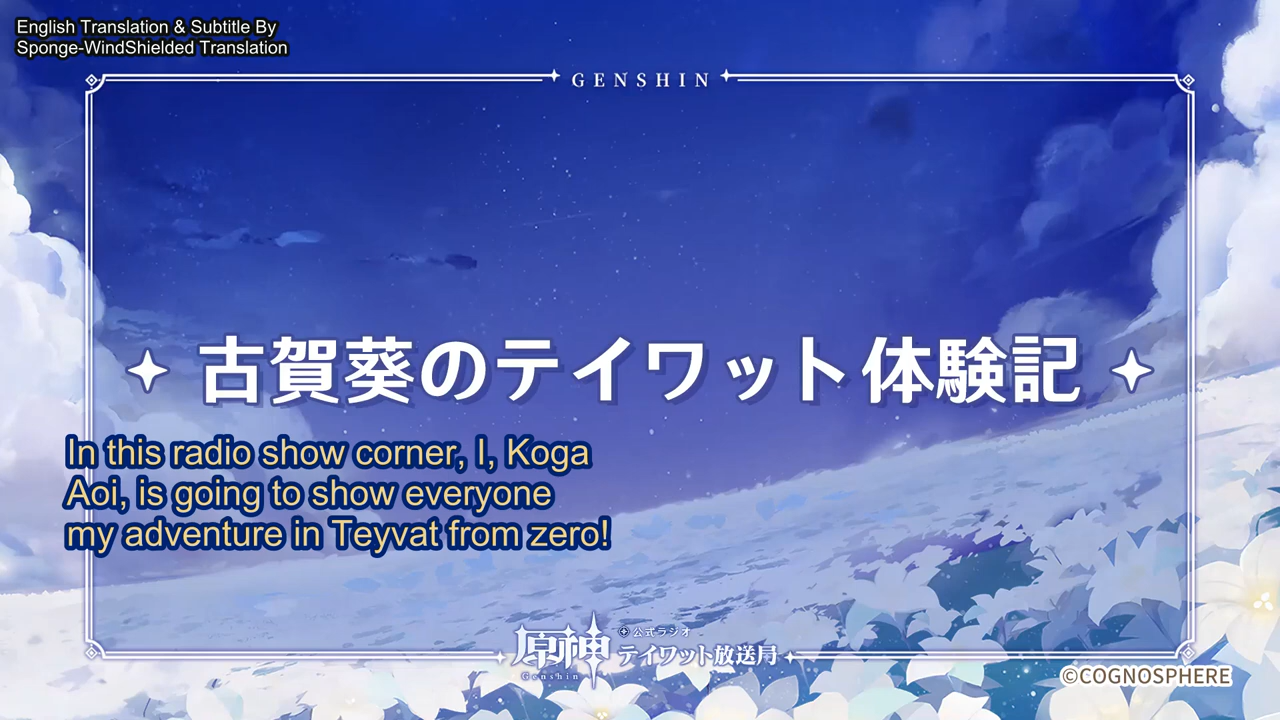 English Translation & Subtitle By
Sponge-WindShielded Translation
GENSHIN
古賀葵のテイワット体験記
In this radio show corner, I, Koga
Aoi, is going to show everyone
my adventure in Teyvat from zero!
原神
Genshin
公式ラジオ
テイワット放送局
©COGNOSPHERE